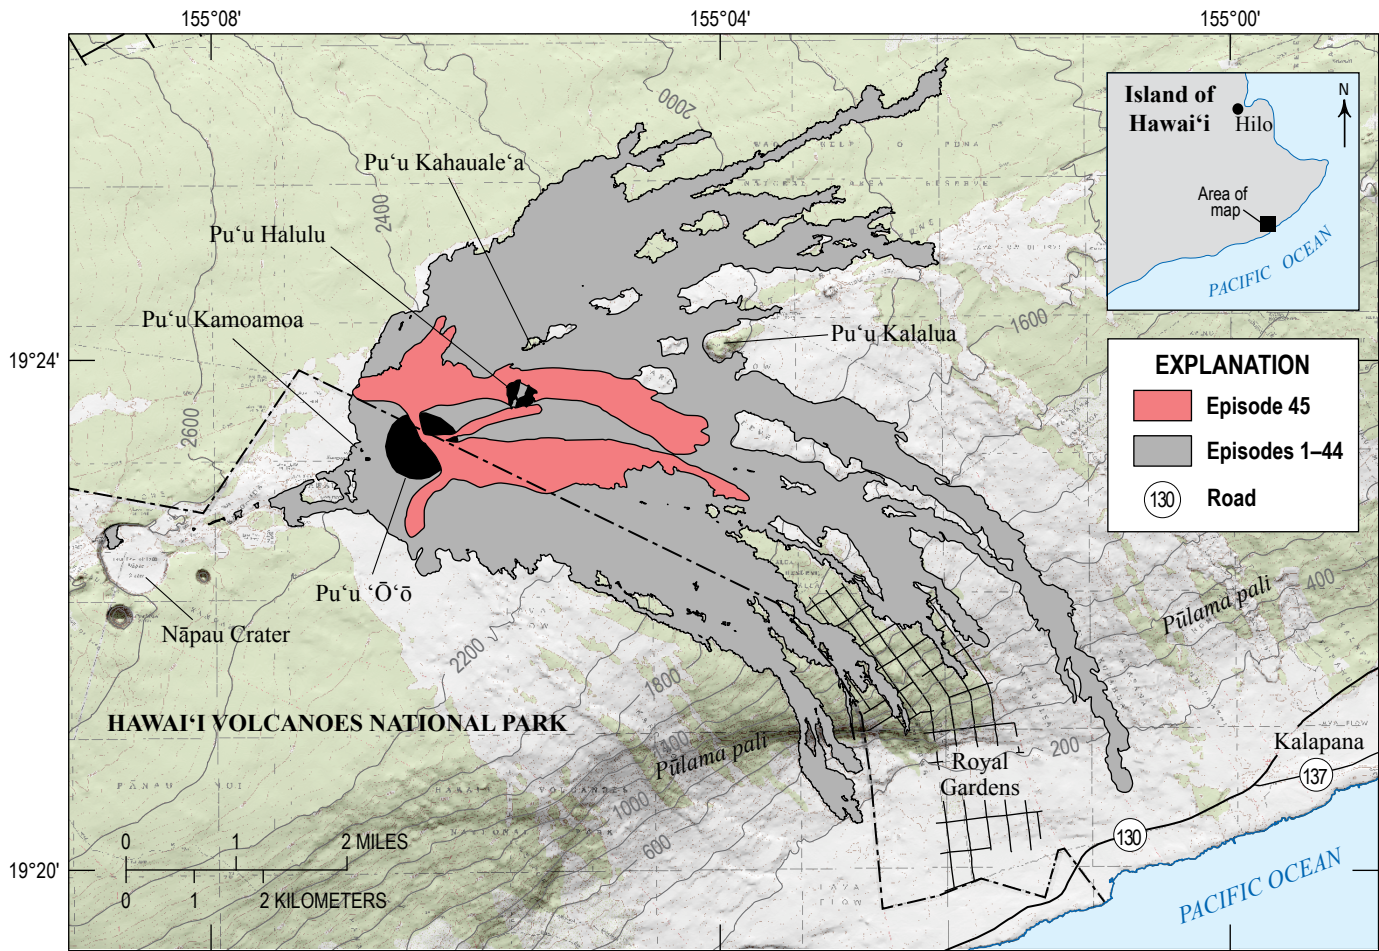 155°08'
155°04'
155°00'
2000
Island of
Hawai‘i
N
Hilo
Pu‘u Kahauale‘a
2400
Area of
map
Pu‘u Halulu
PACIFIC OCEAN
Pu‘u Kamoamoa
1600
Pu‘u Kalalua
19°24'
EXPLANATION
Episode 45
Episodes 1–44
130
Road
2600
Pu‘u ‘Ō‘ō
400
Pūlama pali
Nāpau Crater
2200
1800
HAWAI‘I VOLCANOES NATIONAL PARK
1400
200
Pūlama pali
Kalapana
137
Royal
Gardens
1000
0 1 2 MILES
600
130
19°20'
0 1 2 KILOMETERS
PACIFIC OCEAN